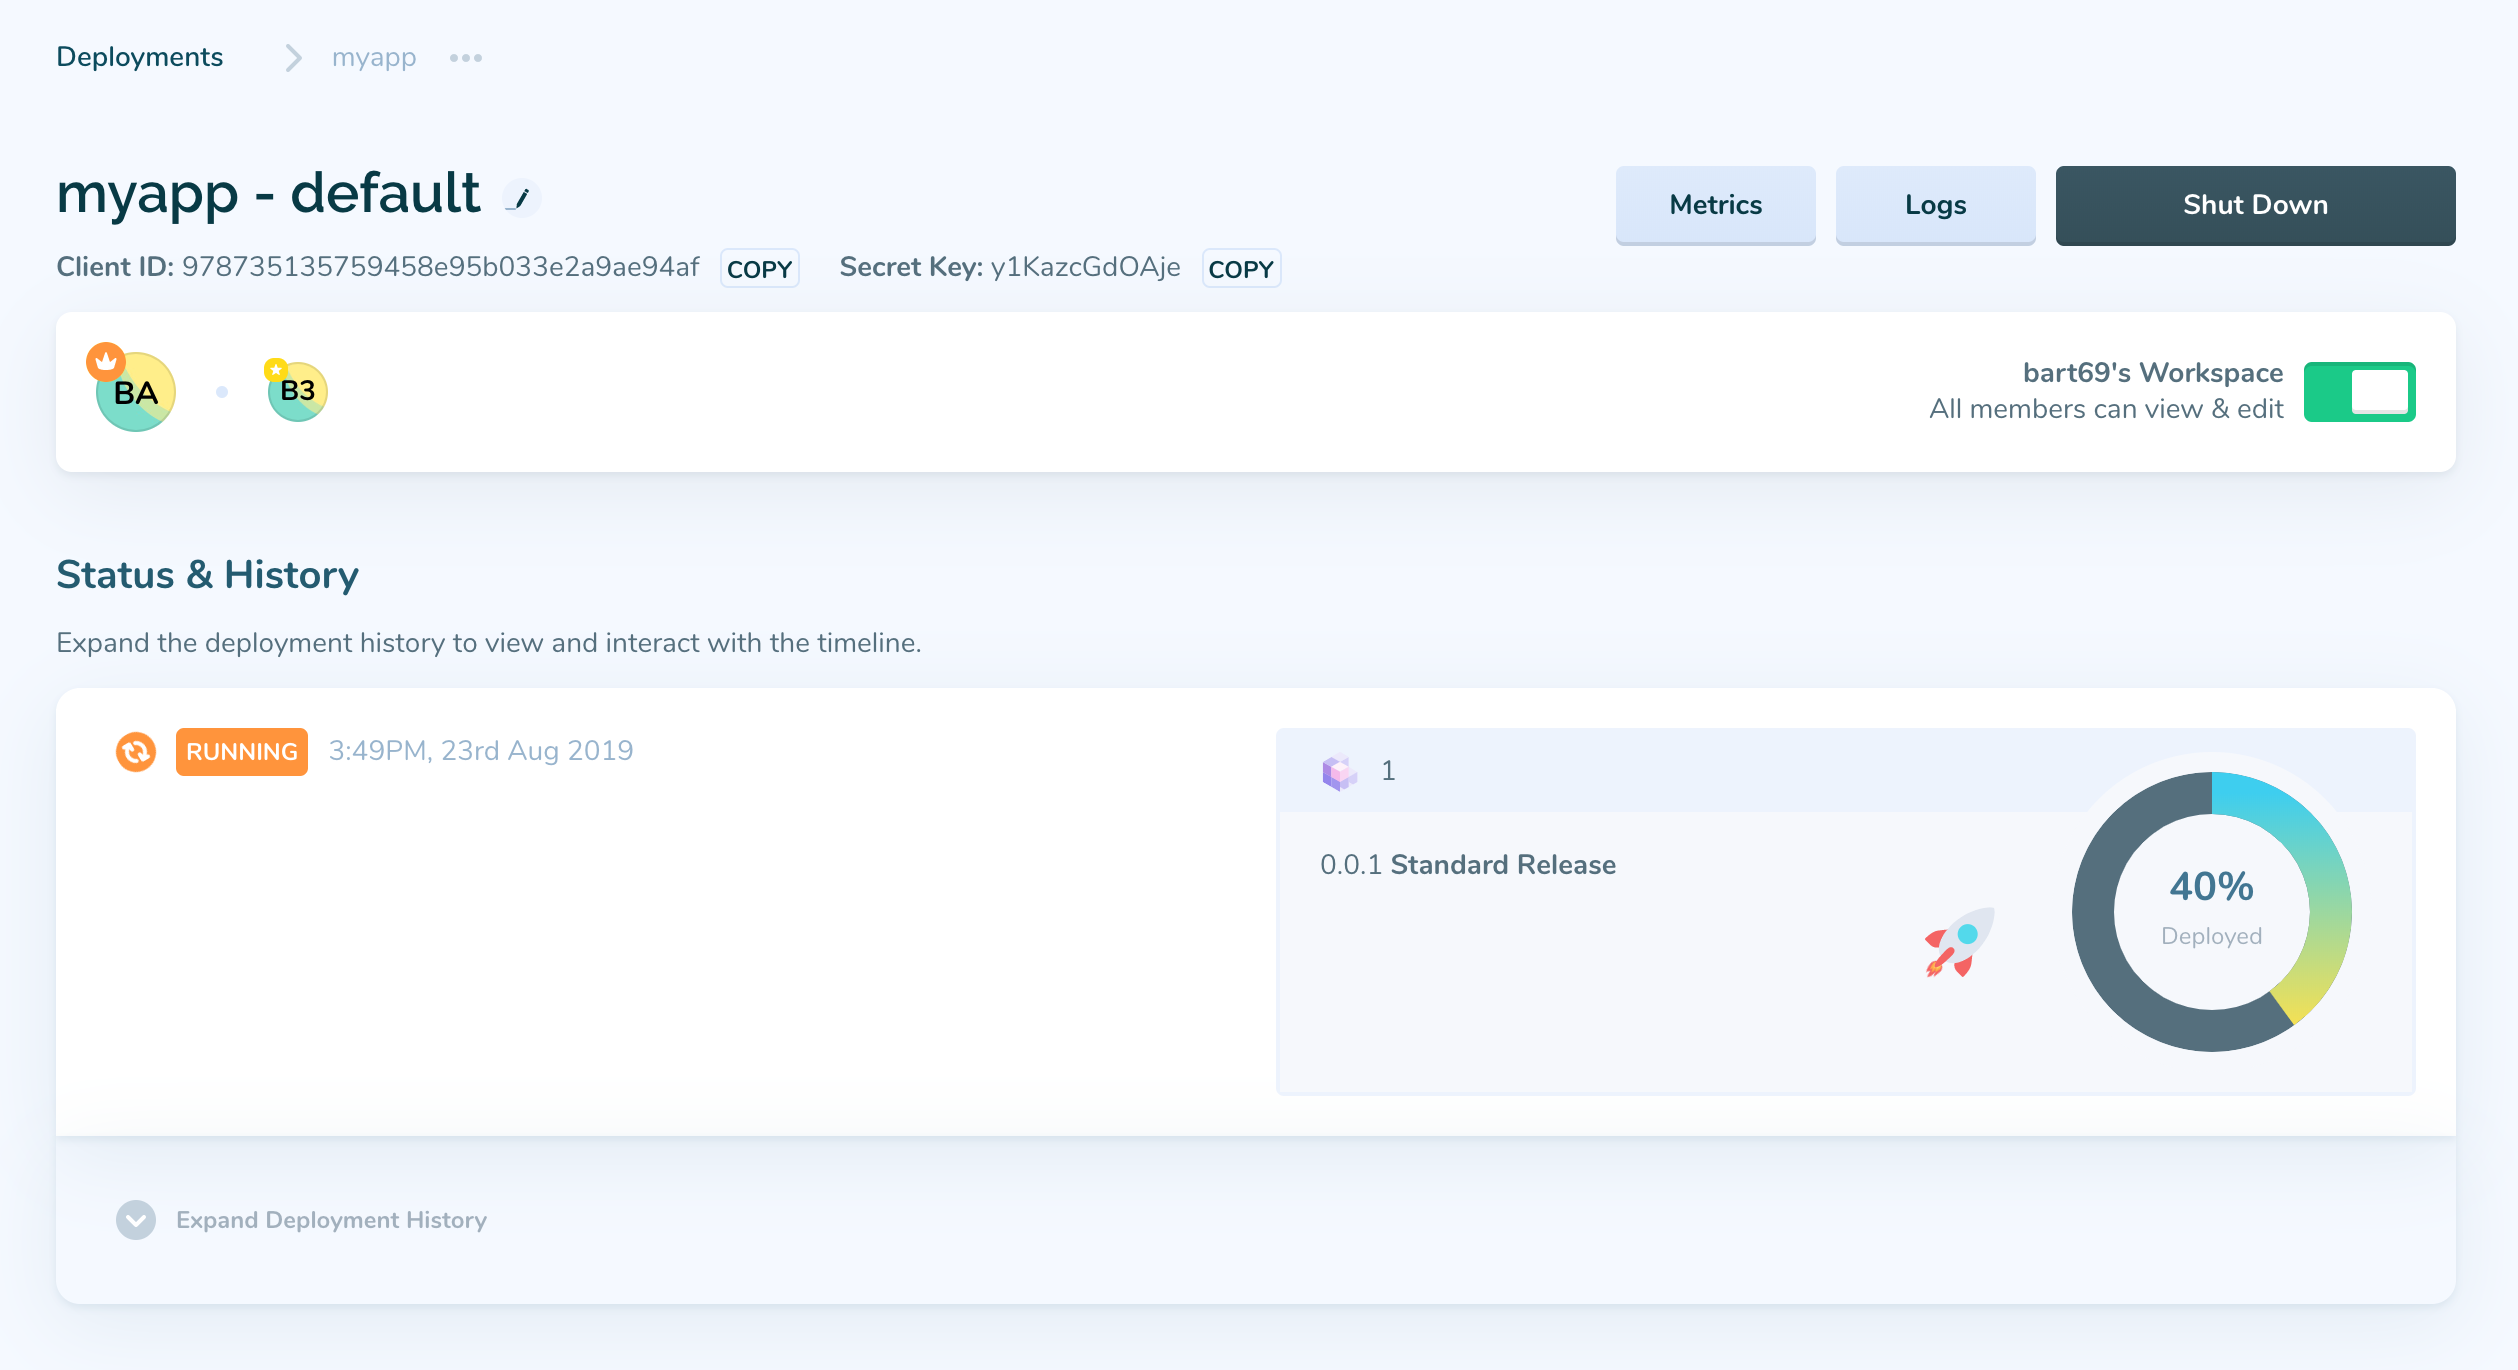 Deployments myapp
myapp - default
Metrics
Logs
Shut Down
Client ID: 978735135759458e95b033e2a9ae94af COPY Secret Key: y1KazcGdOAje COPY
BA
B3
bart69's Workspace
All members can view & edit
Status & History
Expand the deployment history to view and interact with the timeline.
RUNNING 3:49PM, 23rd Aug 2019
1
0.0.1 Standard Release
40%
Deployed
Expand Deployment History